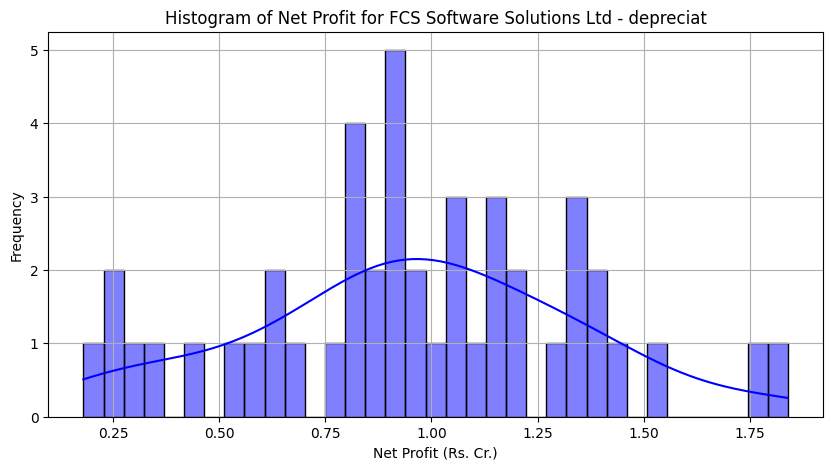 Histogram of Net Profit for FCS Software Solutions Ltd - depreciat
5
4
3
2
1
0
Frequency
0.25 0.50 0.75 1.00 1.25 1.50 1.75
Net Profit (Rs. Cr.)